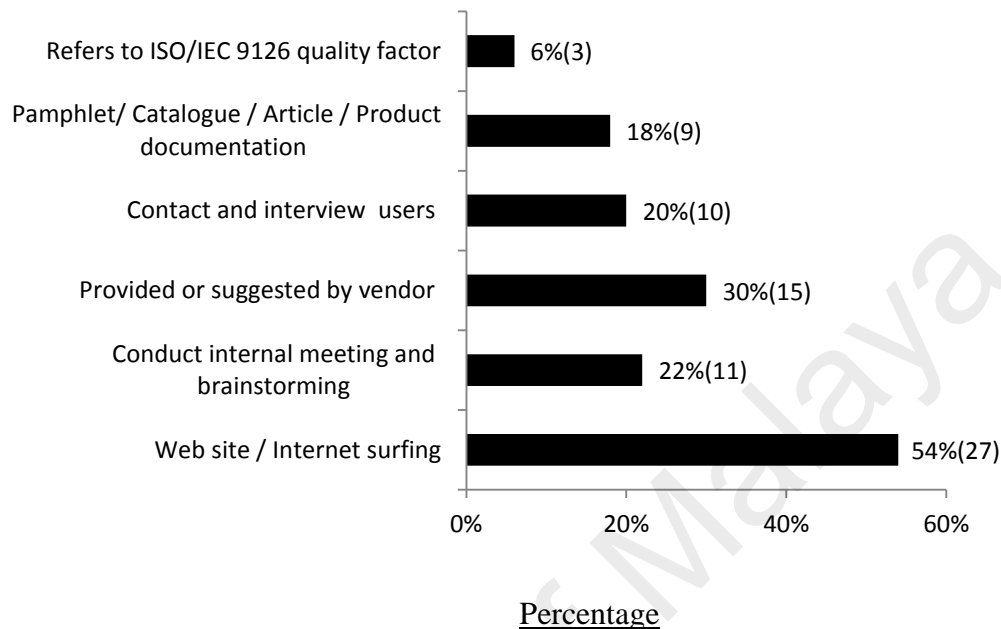 Refers to ISO/IEC 9126 quality factor
6%(3)
Pamphlet/ Catalogue / Article / Product
documentation
18%(9)
Contact and interview users
20%(10)
Provided or suggested by vendor
30%(15)
Conduct internal meeting and
brainstorming
22%(11)
Web site / Internet surfing
54%(27)
0%
20%
40%
60%
Percentage
Malaya